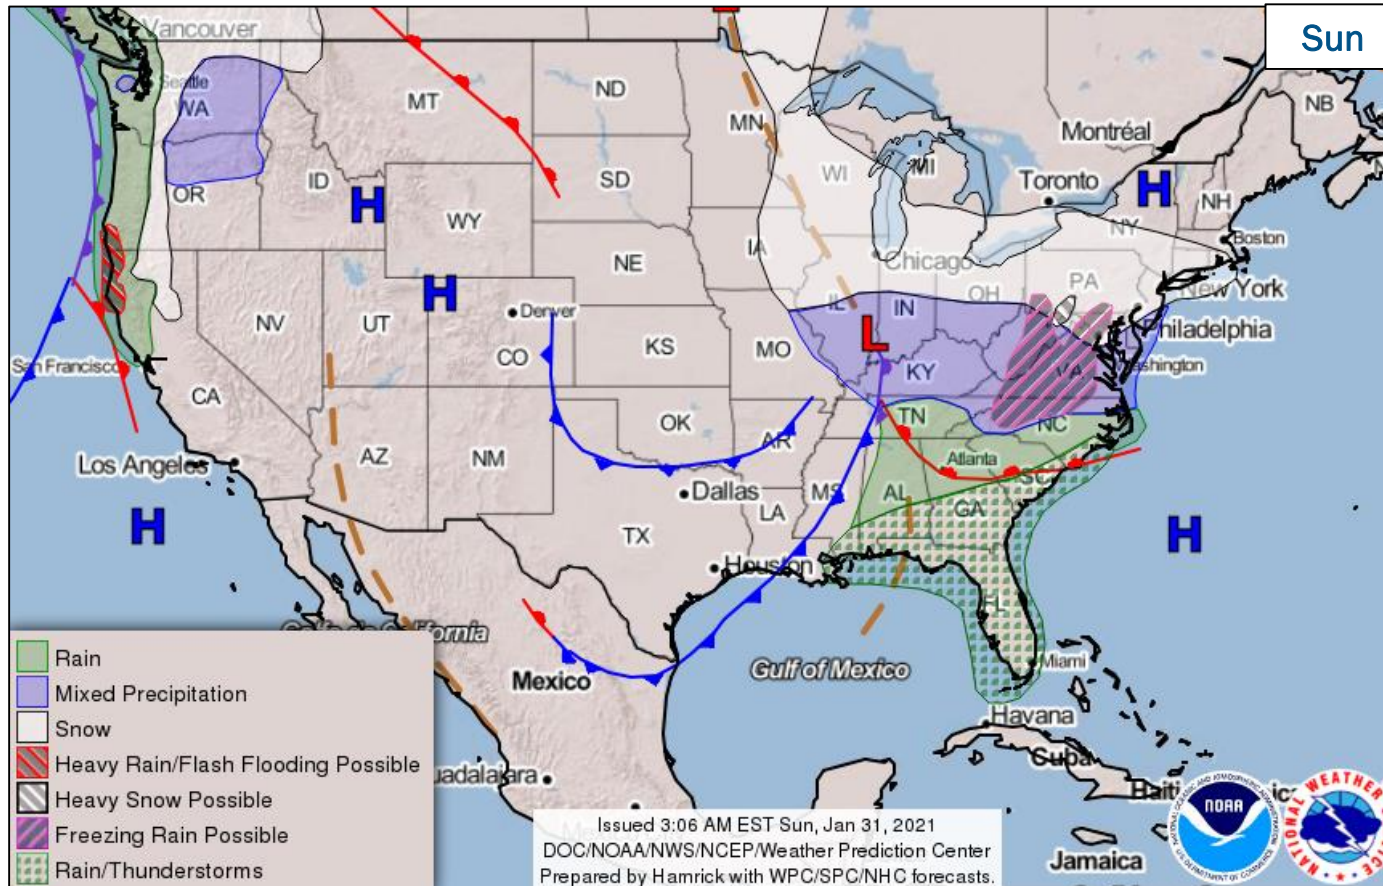 Sun
Vancouver
Seattle
WA
MT
ND
MN
NB
Montréal
OR
ID
SD
WI
MI
Toronto
NH
WY
NY
Boston
IA
Chicago
NE
PA
OH
New York
IL
IN
NV
UT
Denver
CO
KS
MO
Philadelphia
San Francisco
KY
VA
CA
OK
TN
NC
AR
Los Angeles
AZ
NM
Atlanta
SC
Dallas
MS
AL
GA
LA
TX
Houston
FL
Miami
Gulf of Mexico
Mexico
Havana
Cuba
Jamaica
H
H
H
H
H
L
Rain
Mixed Precipitation
Snow
Heavy Rain/Flash Flooding Possible
Heavy Snow Possible
Freezing Rain Possible
Rain/Thunderstorms
Issued 3:06 AM EST Sun, Jan 31, 2021
DOC/NOAA/NWS/NCEP/Weather Prediction Center
Prepared by Hamrick with WPC/SPC/NHC forecasts.
NOAA